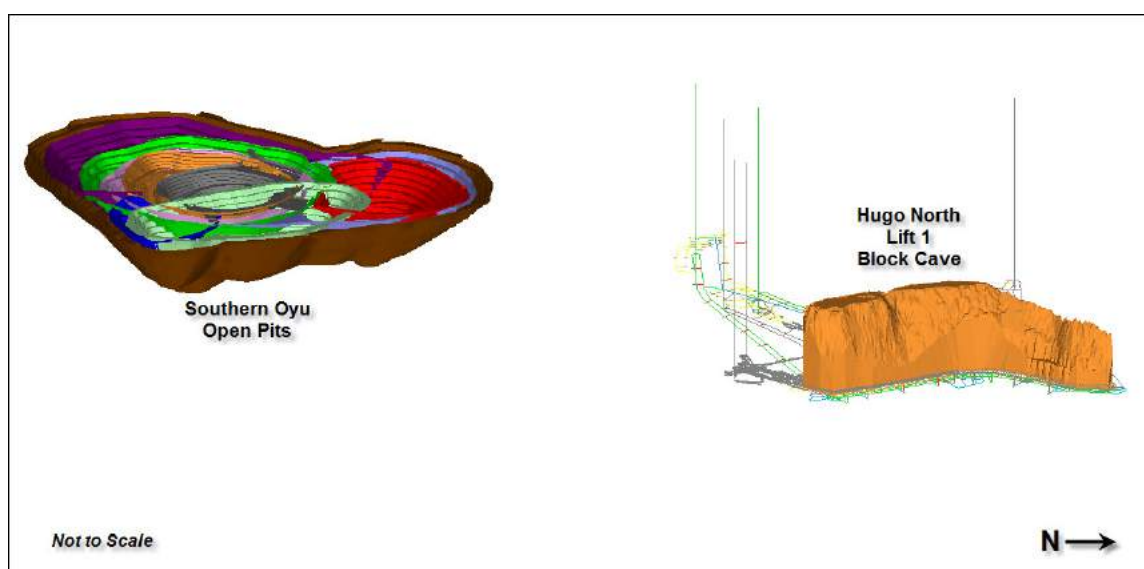 Southern Oyu
Open Pits
Hugo North
Lift 1
Block Cave
Not to Scale
N